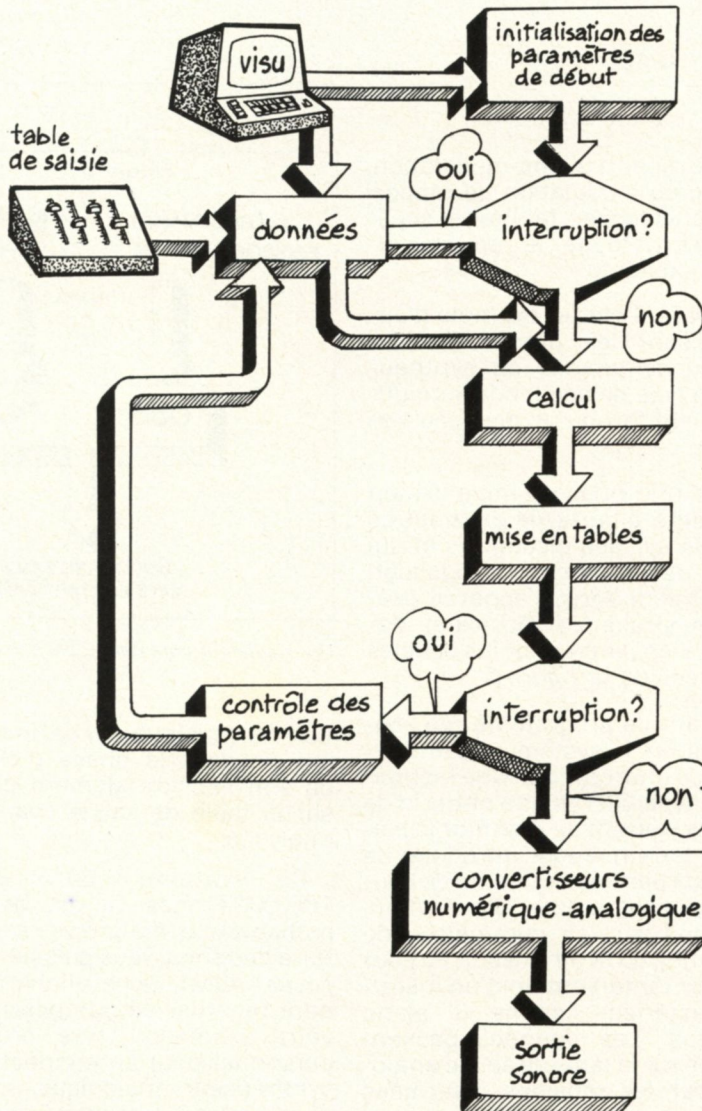 visu
initialisation des
paramètres
de début
table
de saisie
oui
données
interruption?
non
calcul
mise en tables
oui
contrôle des
paramètres
interruption?
non
convertisseurs
numérique-analogique
sortie
sonore